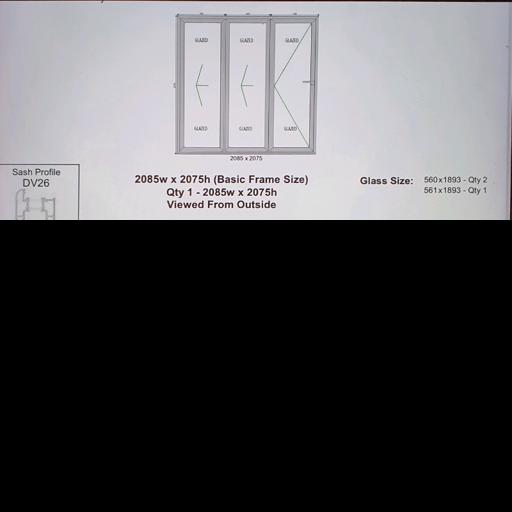 GLAZED GLAZED GLAZED
GLAZED GLAZED GLAZED
2085 x 2075
Sash Profile
DV26
2085w x 2075h (Basic Frame Size)
Qty 1 - 2085w x 2075h
Viewed From Outside
Glass Size: 560x1893 - Qty 2
561x1893 - Qty 1